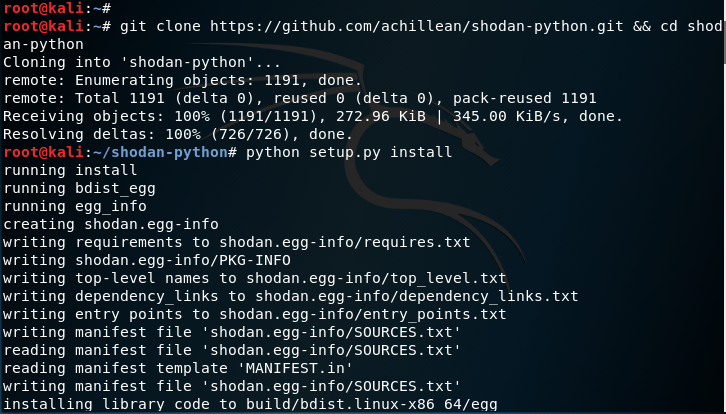 root@kali:~#
root@kali:~# git clone https://github.com/achillean/shodan-python.git && cd shod
an-python
Cloning into 'shodan-python'...
remote: Enumerating objects: 1191, done.
remote: Total 1191 (delta 0), reused 0 (delta 0), pack-reused 1191
Receiving objects: 100% (1191/1191), 272.96 KiB | 345.00 KiB/s, done.
Resolving deltas: 100% (726/726), done.
root@kali:~/shodan-python# python setup.py install
running install
running bdist_egg
running egg_info
creating shodan.egg-info
writing requirements to shodan.egg-info/requires.txt
writing shodan.egg-info/PKG-INFO
writing top-level names to shodan.egg-info/top_level.txt
writing dependency_links to shodan.egg-info/dependency_links.txt
writing entry points to shodan.egg-info/entry_points.txt
writing manifest file 'shodan.egg-info/SOURCES.txt'
reading manifest file 'shodan.egg-info/SOURCES.txt'
reading manifest template 'MANIFEST.in'
writing manifest file 'shodan.egg-info/SOURCES.txt'
installing library code to build/bdist.linux-x86_64/egg